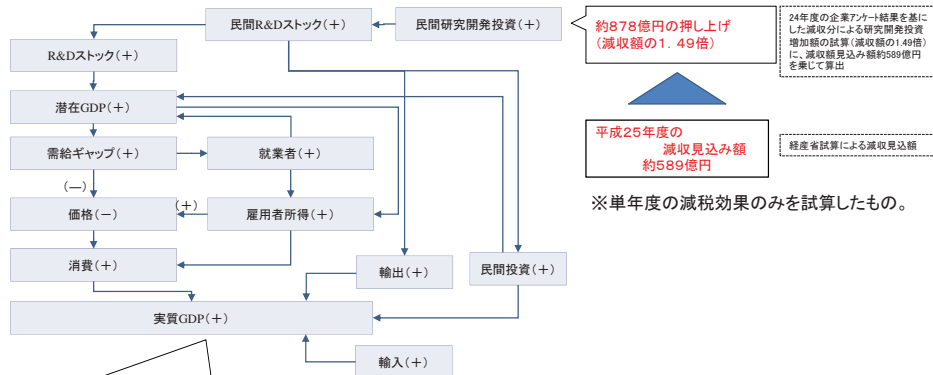 民間R&Dストック(+)
民間研究開発投資(+)
約878億円の押し上げ
(減収額の1.49倍)
24年度の企業アンケート結果を基に
した減収分による研究開発投資
増加額の試算(減収額の1.49倍)
に、減収額見込み額約589億円
を乗じて算出
R&Dストック(+)
潜在GDP(+)
需給ギャップ(+)
就業者(+)
平成25年度の
減収見込み額
約589億円
経産省試算による減収見込額
(-)
価格(-)
(+)
雇用者所得(+)
※単年度の減税効果のみを試算したもの。
消費(+)
輸出(+)
民間投資(+)
実質GDP(+)
輸入(+)